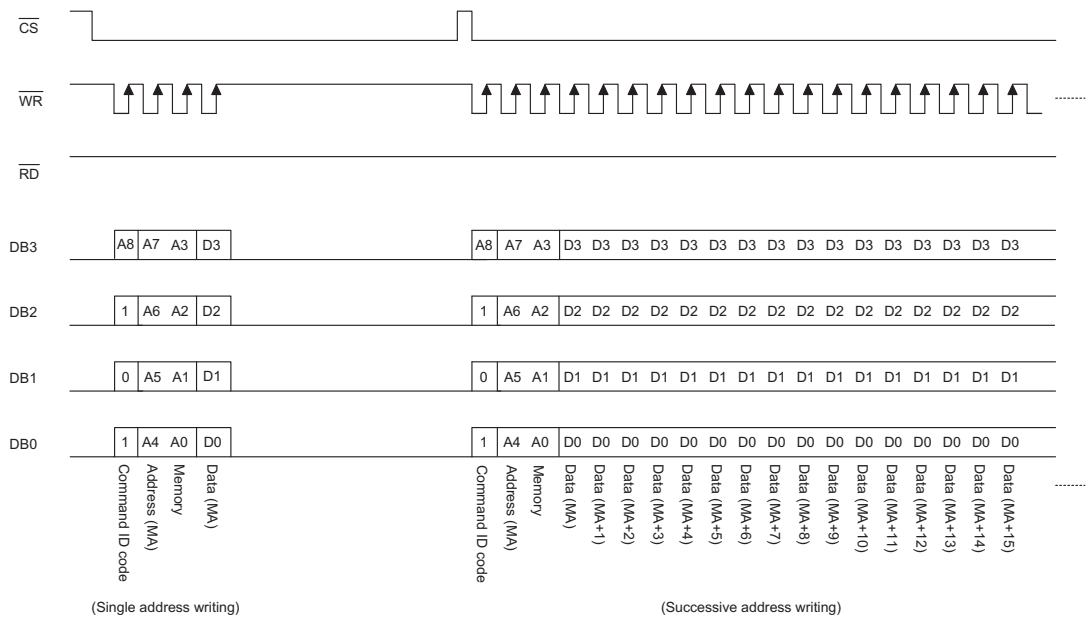 CS
WR
RD
DB3 A8 A7 A3 D3 A8 A7 A3 D3 D3 D3 D3 D3 D3 D3 D3 D3 D3 D3 D3 D3 D3 D3 D3
DB2 1 A6 A2 D2 1 A6 A2 D2 D2 D2 D2 D2 D2 D2 D2 D2 D2 D2 D2 D2 D2 D2 D2
DB1 0 A5 A1 D1 0 A5 A1 D1 D1 D1 D1 D1 D1 D1 D1 D1 D1 D1 D1 D1 D1 D1 D1
DB0 1 A4 A0 D0 1 A4 A0 D0 D0 D0 D0 D0 D0 D0 D0 D0 D0 D0 D0 D0 D0 D0 D0
Command ID code
Address (MA)
Memory
Data (MA)
Command ID code
Address (MA)
Memory
Data (MA)
Data (MA+1)
Data (MA+2)
Data (MA+3)
Data (MA+4)
Data (MA+5)
Data (MA+6)
Data (MA+7)
Data (MA+8)
Data (MA+9)
Data (MA+10)
Data (MA+11)
Data (MA+12)
Data (MA+13)
Data (MA+14)
Data (MA+15)
(Single address writing)
(Successive address writing)